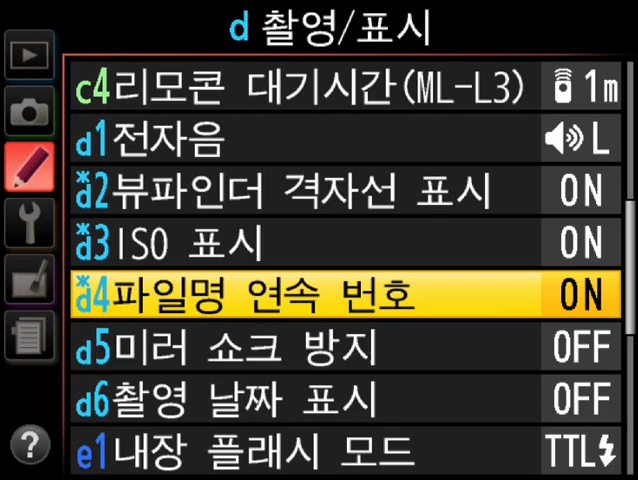 d 촬영/표시
c4리모콘 대기시간(ML-L3) 1m
d1전자음 L
*d2뷰파인더 격자선 표시 ON
*d3ISO 표시 ON
*d4파일명 연속 번호 ON
d5미러 쇼크 방지 OFF
d6촬영 날짜 표시 OFF
e1내장 플래시 모드 TTL⚡
?